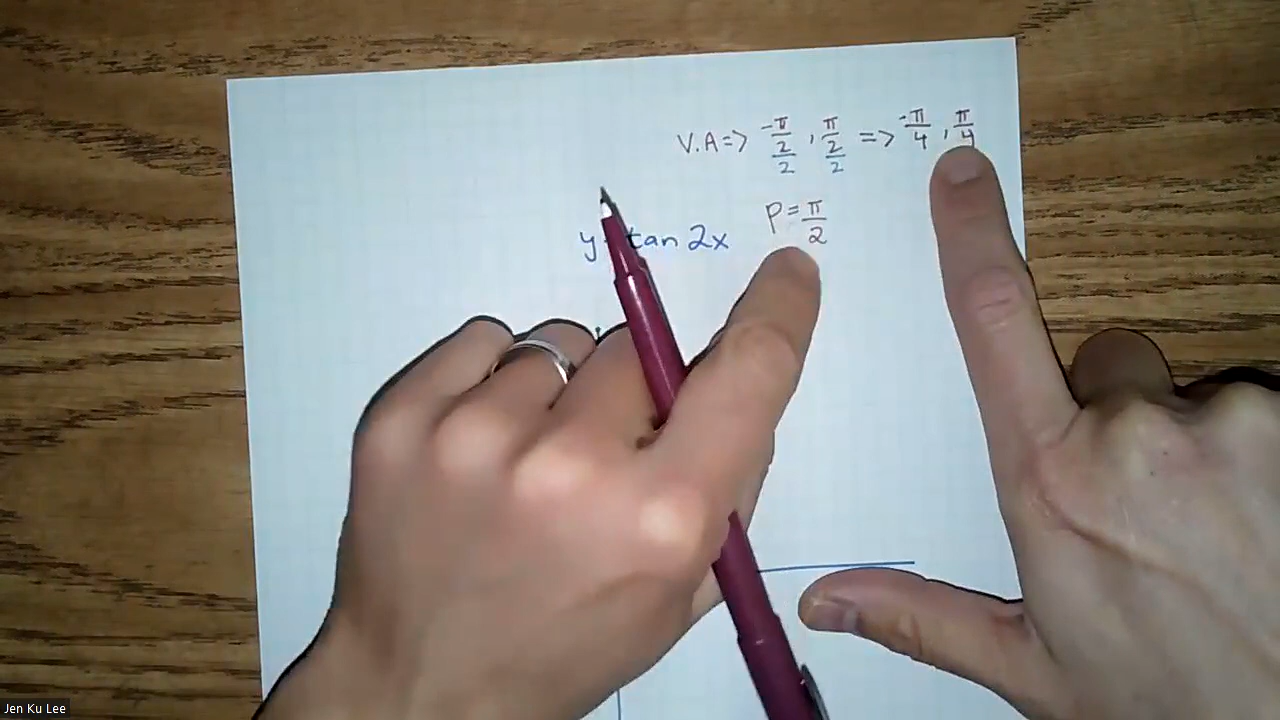 V.A => -π/2/2 , π/2/2 => -π/4 , π/4
P = π/2
y = tan 2x
Jen Ku Lee